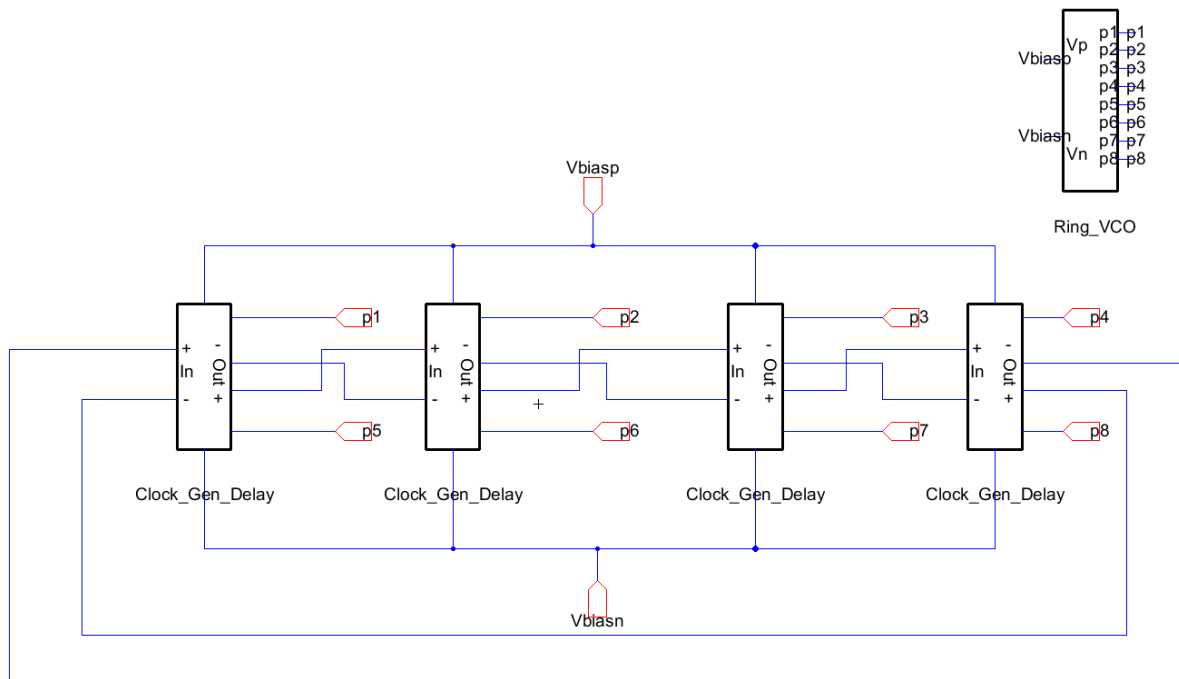 p1 p1
Vp p2 p2
Vbiasp p3 p3
p4 p4
p5 p5
p6 p6
Vbiasn p7 p7
Vn p8 p8
Ring_VCO
Vbiasp
p1 p2 p3 p4
+ - + - + - + -
In Out In Out In Out In Out
- + - + - + - +
p5 p6 p7 p8
Clock_Gen_Delay Clock_Gen_Delay Clock_Gen_Delay Clock_Gen_Delay
Vbiasn